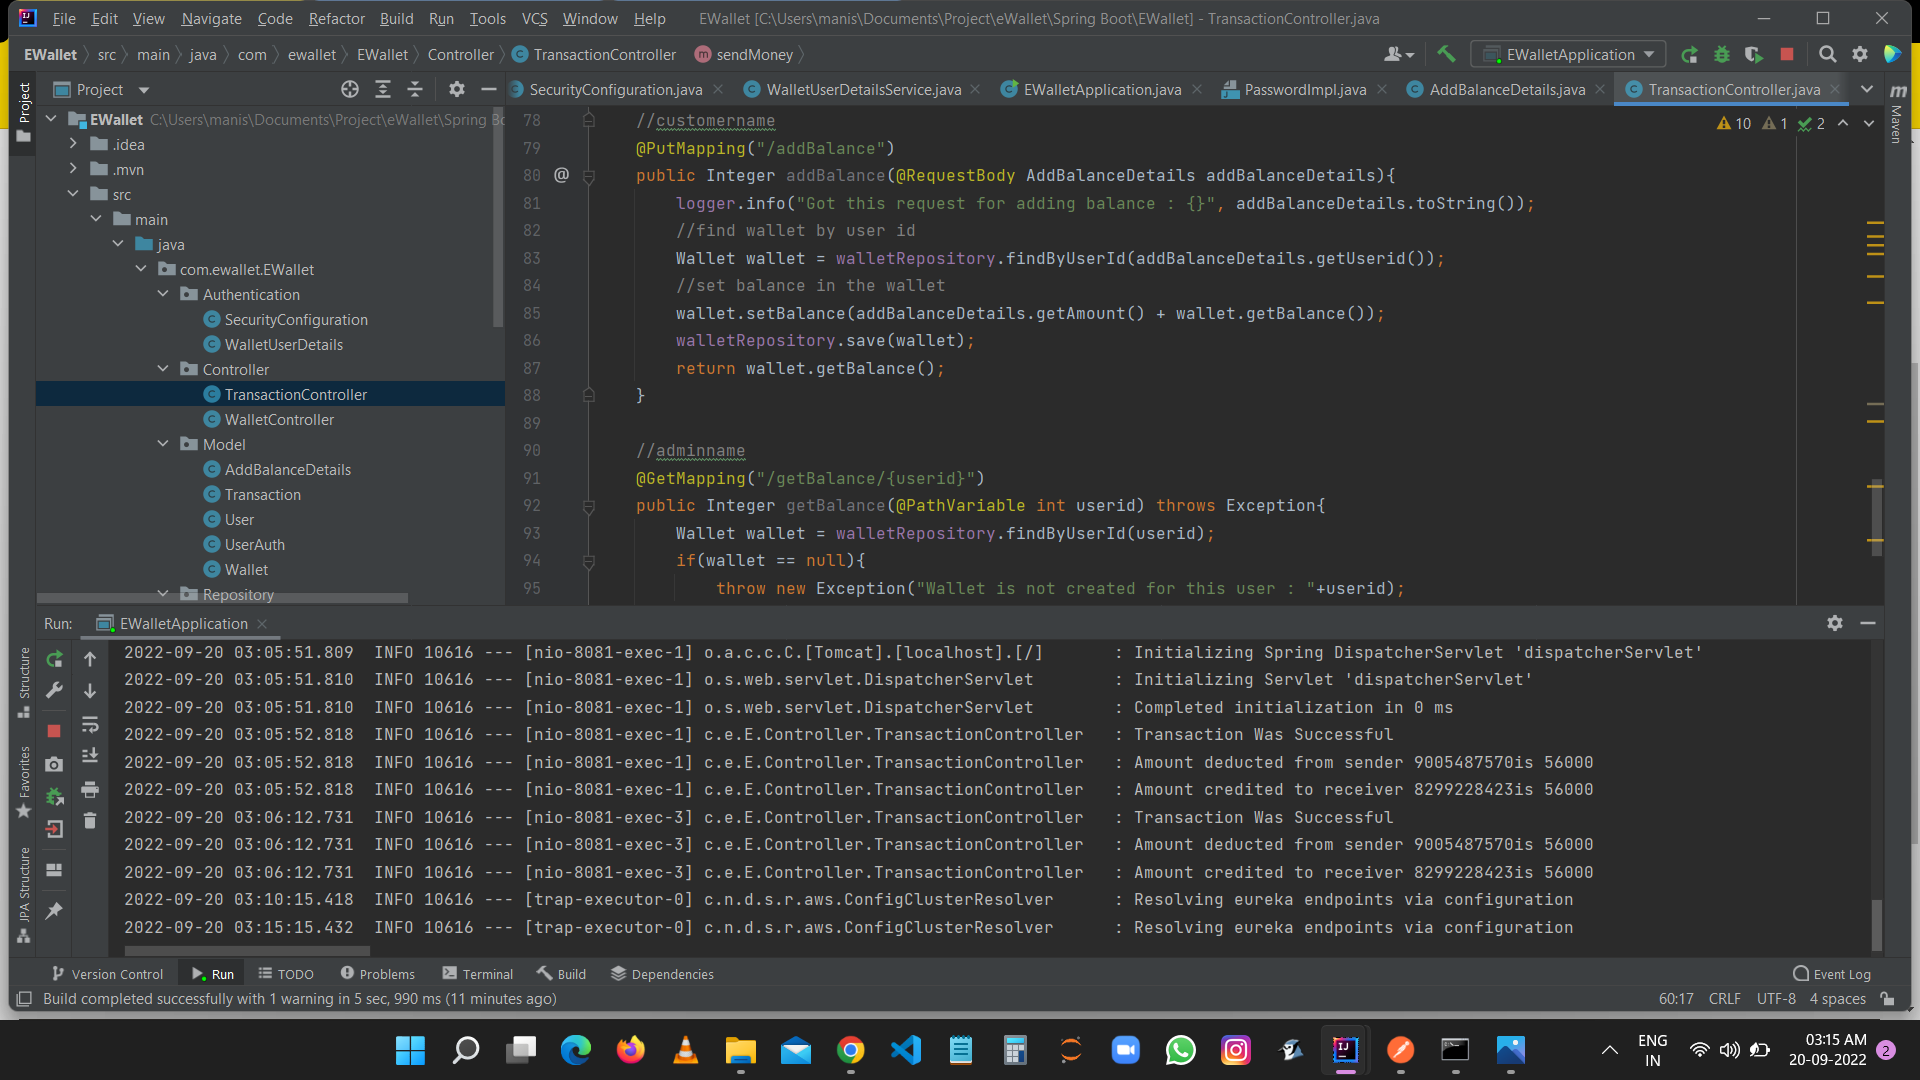 File Edit View Navigate Code Refactor Build Run Tools VCS Window Help EWallet [C:\Users\manis\Documents\Project\eWallet\Spring Boot\EWallet] - TransactionController.java
EWallet src main java com ewallet EWallet Controller TransactionController sendMoney EWalletApplication
Project
Project
SecurityConfiguration.java WalletUserDetailsService.java EWalletApplication.java PasswordImpl.java AddBalanceDetails.java TransactionController.java
Maven
EWallet C:\Users\manis\Documents\Project\eWallet\Spring Bo
.idea
.mvn
src
main
java
com.ewallet.EWallet
Authentication
SecurityConfiguration
WalletUserDetails
Controller
TransactionController
WalletController
Model
AddBalanceDetails
Transaction
User
UserAuth
Wallet
Repository
10 1 2
78 //customername
79 @PutMapping("/addBalance")
80 @ public Integer addBalance(@RequestBody AddBalanceDetails addBalanceDetails){
81 logger.info("Got this request for adding balance : {}", addBalanceDetails.toString());
82 //find wallet by user id
83 Wallet wallet = walletRepository.findByUserId(addBalanceDetails.getUserid());
84 //set balance in the wallet
85 wallet.setBalance(addBalanceDetails.getAmount() + wallet.getBalance());
86 walletRepository.save(wallet);
87 return wallet.getBalance();
88 }
89
90 //adminname
91 @GetMapping("/getBalance/{userid}")
92 public Integer getBalance(@PathVariable int userid) throws Exception{
93 Wallet wallet = walletRepository.findByUserId(userid);
94 if(wallet == null){
95 throw new Exception("Wallet is not created for this user : "+userid);
Run: EWalletApplication
Structure
Favorites
JPA Structure
2022-09-20 03:05:51.809 INFO 10616 --- [nio-8081-exec-1] o.a.c.c.C.[Tomcat].[localhost].[/] : Initializing Spring DispatcherServlet 'dispatcherServlet'
2022-09-20 03:05:51.810 INFO 10616 --- [nio-8081-exec-1] o.s.web.servlet.DispatcherServlet : Initializing Servlet 'dispatcherServlet'
2022-09-20 03:05:51.810 INFO 10616 --- [nio-8081-exec-1] o.s.web.servlet.DispatcherServlet : Completed initialization in 0 ms
2022-09-20 03:05:52.818 INFO 10616 --- [nio-8081-exec-1] c.e.E.Controller.TransactionController : Transaction Was Successful
2022-09-20 03:05:52.818 INFO 10616 --- [nio-8081-exec-1] c.e.E.Controller.TransactionController : Amount deducted from sender 9005487570is 56000
2022-09-20 03:05:52.818 INFO 10616 --- [nio-8081-exec-1] c.e.E.Controller.TransactionController : Amount credited to receiver 8299228423is 56000
2022-09-20 03:06:12.731 INFO 10616 --- [nio-8081-exec-3] c.e.E.Controller.TransactionController : Transaction Was Successful
2022-09-20 03:06:12.731 INFO 10616 --- [nio-8081-exec-3] c.e.E.Controller.TransactionController : Amount deducted from sender 9005487570is 56000
2022-09-20 03:06:12.731 INFO 10616 --- [nio-8081-exec-3] c.e.E.Controller.TransactionController : Amount credited to receiver 8299228423is 56000
2022-09-20 03:10:15.418 INFO 10616 --- [trap-executor-0] c.n.d.s.r.aws.ConfigClusterResolver : Resolving eureka endpoints via configuration
2022-09-20 03:15:15.432 INFO 10616 --- [trap-executor-0] c.n.d.s.r.aws.ConfigClusterResolver : Resolving eureka endpoints via configuration
Version Control Run TODO Problems Terminal Build Dependencies Event Log
Build completed successfully with 1 warning in 5 sec, 990 ms (11 minutes ago) 60:17 CRLF UTF-8 4 spaces
ENG
IN
03:15 AM
20-09-2022
2